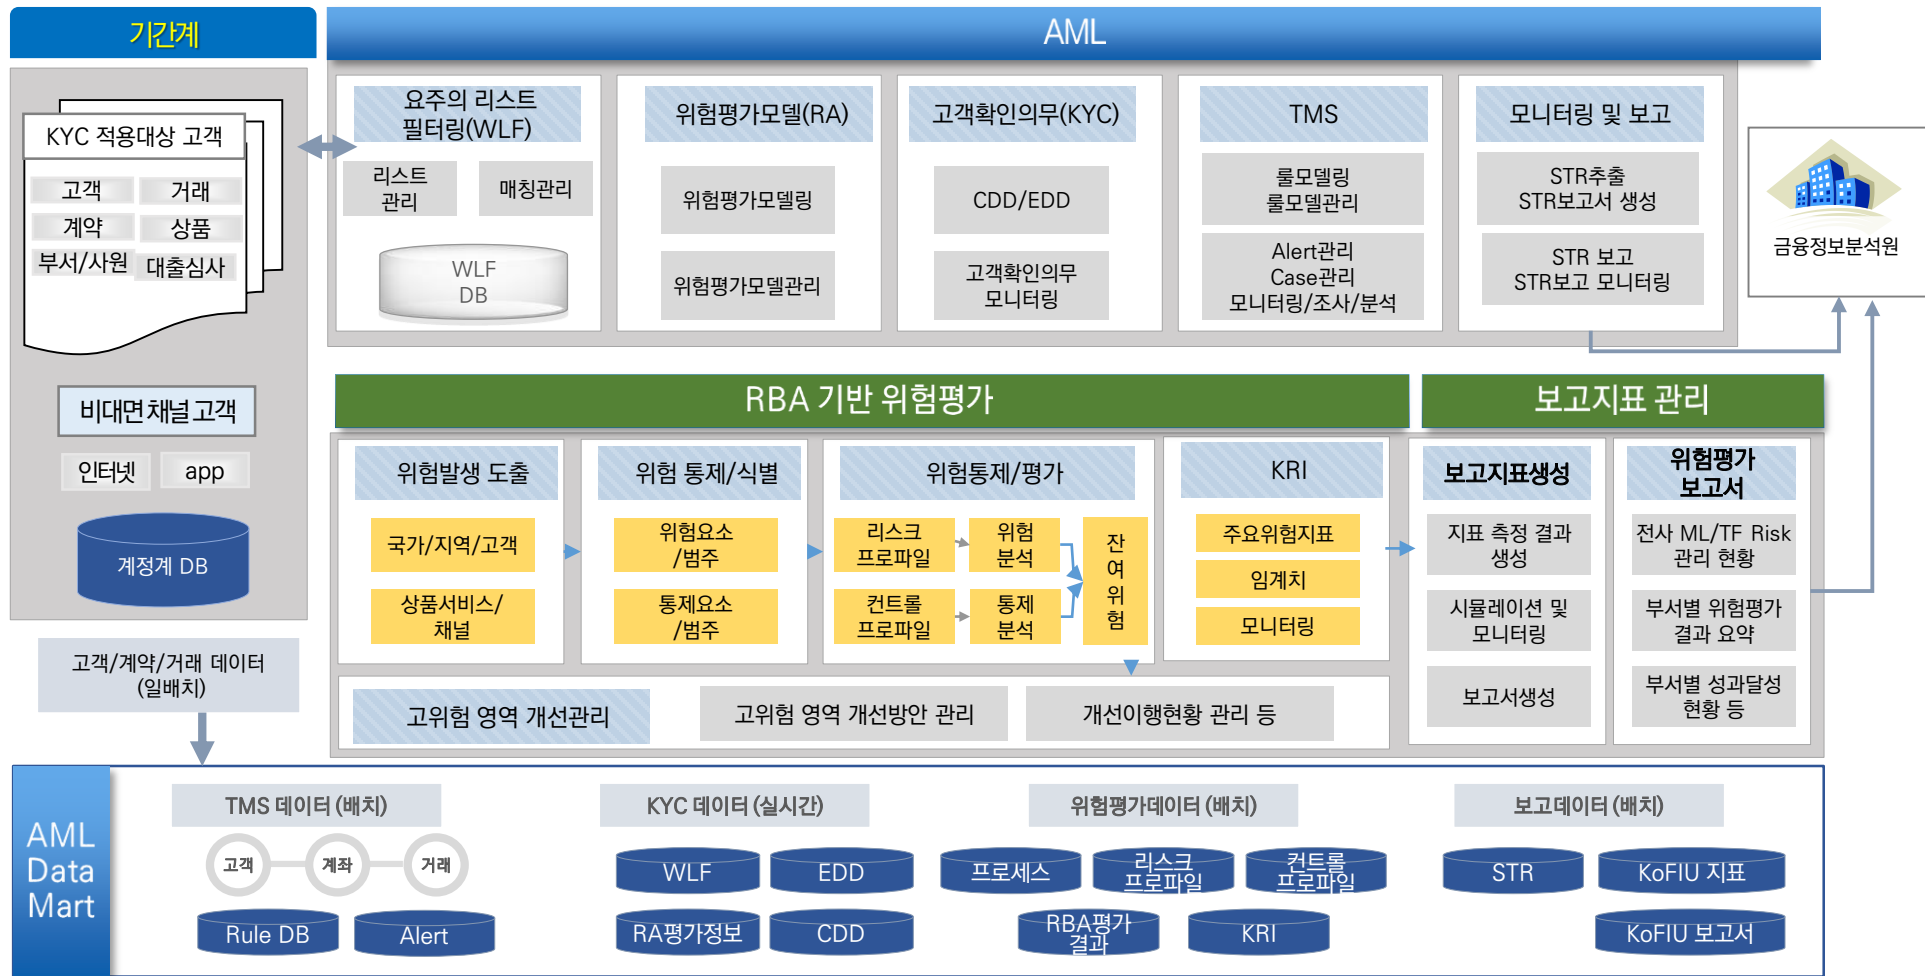 기간계
AML
KYC 적용대상 고객
고객
거래
계약
상품
부서/사원
대출심사
비대면채널고객
인터넷
app
계정계 DB
고객/계약/거래 데이터
(일배치)
요주의 리스트
필터링(WLF)
리스트
관리
매칭관리
WLF
DB
위험평가모델(RA)
위험평가모델링
위험평가모델관리
고객확인의무(KYC)
CDD/EDD
고객확인의무
모니터링
TMS
룰모델링
룰모델관리
Alert관리
Case관리
모니터링/조사/분석
모니터링 및 보고
STR추출
STR보고서 생성
STR 보고
STR보고 모니터링
금융정보분석원
RBA 기반 위험평가
보고지표 관리
위험발생 도출
국가/지역/고객
상품서비스/
채널
위험 통제/식별
위험요소
/범주
통제요소
/범주
위험통제/평가
리스크
프로파일
위험
분석
컨트롤
프로파일
통제
분석
잔
여
위
험
KRI
주요위험지표
임계치
모니터링
고위험 영역 개선관리
고위험 영역 개선방안 관리
개선이행현황 관리 등
보고지표생성
지표 측정 결과
생성
시뮬레이션 및
모니터링
보고서생성
위험평가
보고서
전사 ML/TF Risk
관리 현황
부서별 위험평가
결과 요약
부서별 성과달성
현황 등
AML
Data
Mart
TMS 데이터 (배치)
고객
계좌
거래
Rule DB
Alert
KYC 데이터 (실시간)
WLF
EDD
RA평가정보
CDD
위험평가데이터 (배치)
프로세스
리스크
프로파일
컨트롤
프로파일
RBA평가
결과
KRI
보고데이터 (배치)
STR
KoFIU 지표
KoFIU 보고서